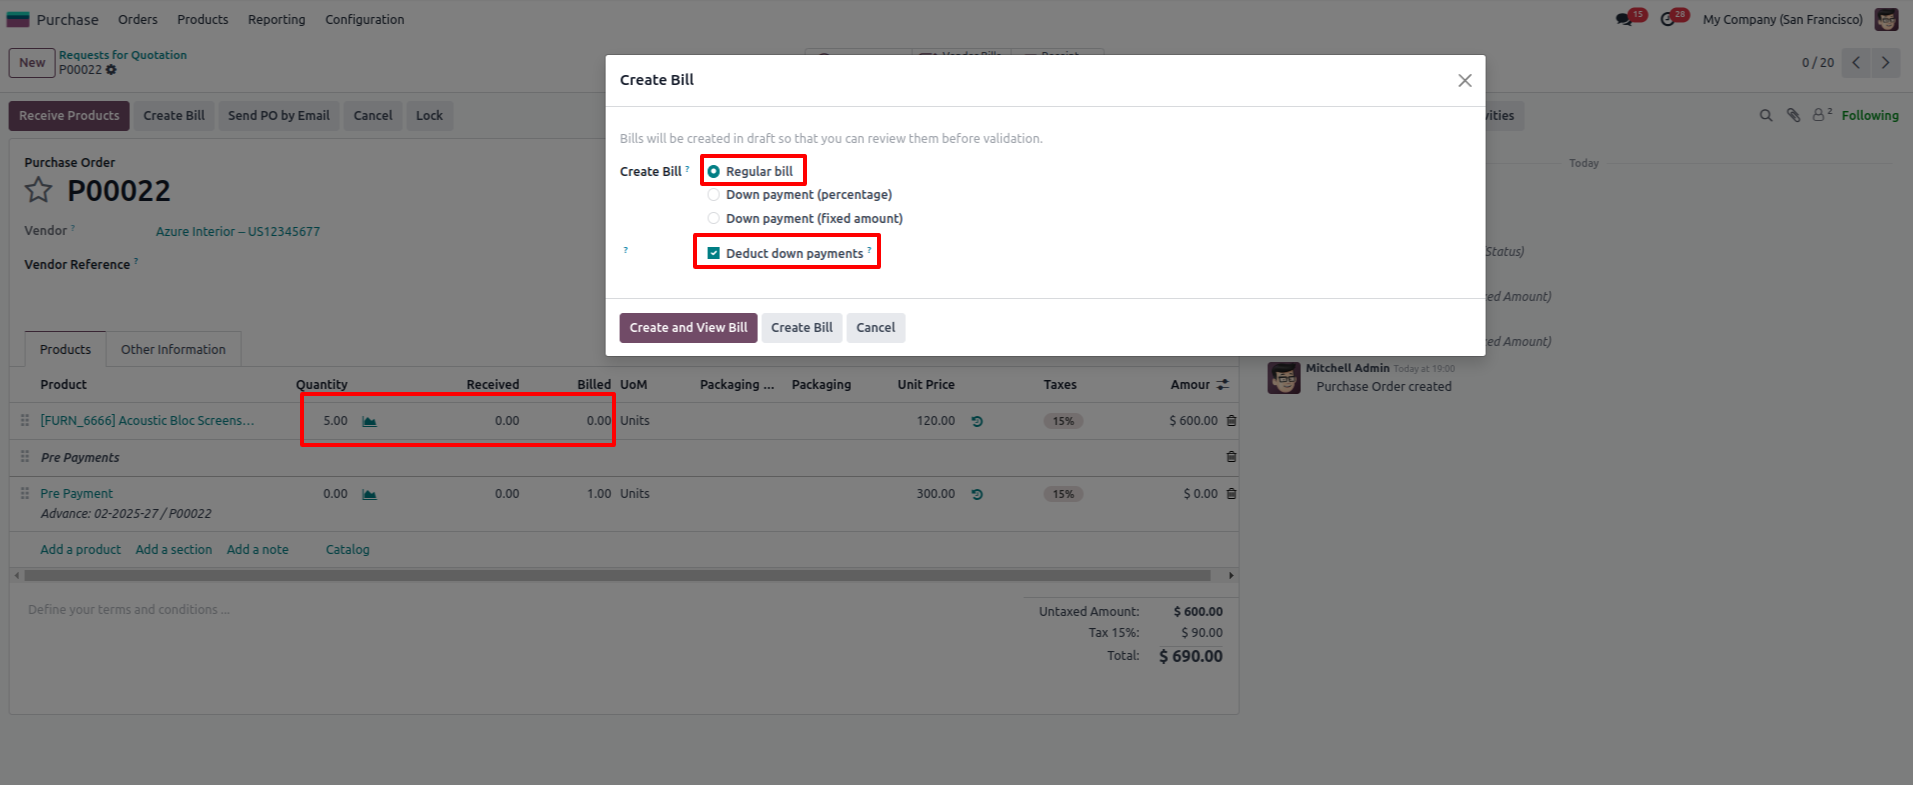 Purchase Orders Products Reporting Configuration 15 28 My Company (San Francisco)
New Requests for Quotation
P00022
0 / 20
Receive Products Create Bill Send PO by Email Cancel Lock
2 Following
Purchase Order
P00022
Vendor ? Azure Interior – US12345677
Vendor Reference ?
Create Bill
Bills will be created in draft so that you can review them before validation.
Create Bill ? Regular bill
Down payment (percentage)
Down payment (fixed amount)
? Deduct down payments ?
Create and View Bill Create Bill Cancel
Today
Status)
ed Amount)
ed Amount)
Mitchell Admin Today at 19:00
Purchase Order created
Products Other Information
Product Quantity Received Billed UoM Packaging ... Packaging Unit Price Taxes Amour
[FURN_6666] Acoustic Bloc Screens... 5.00 0.00 0.00 Units 120.00 15% $ 600.00
Pre Payments
Pre Payment 0.00 0.00 1.00 Units 300.00 15% $ 0.00
Advance: 02-2025-27 / P00022
Add a product Add a section Add a note Catalog
Define your terms and conditions ...
Untaxed Amount: $ 600.00
Tax 15%: $ 90.00
Total: $ 690.00